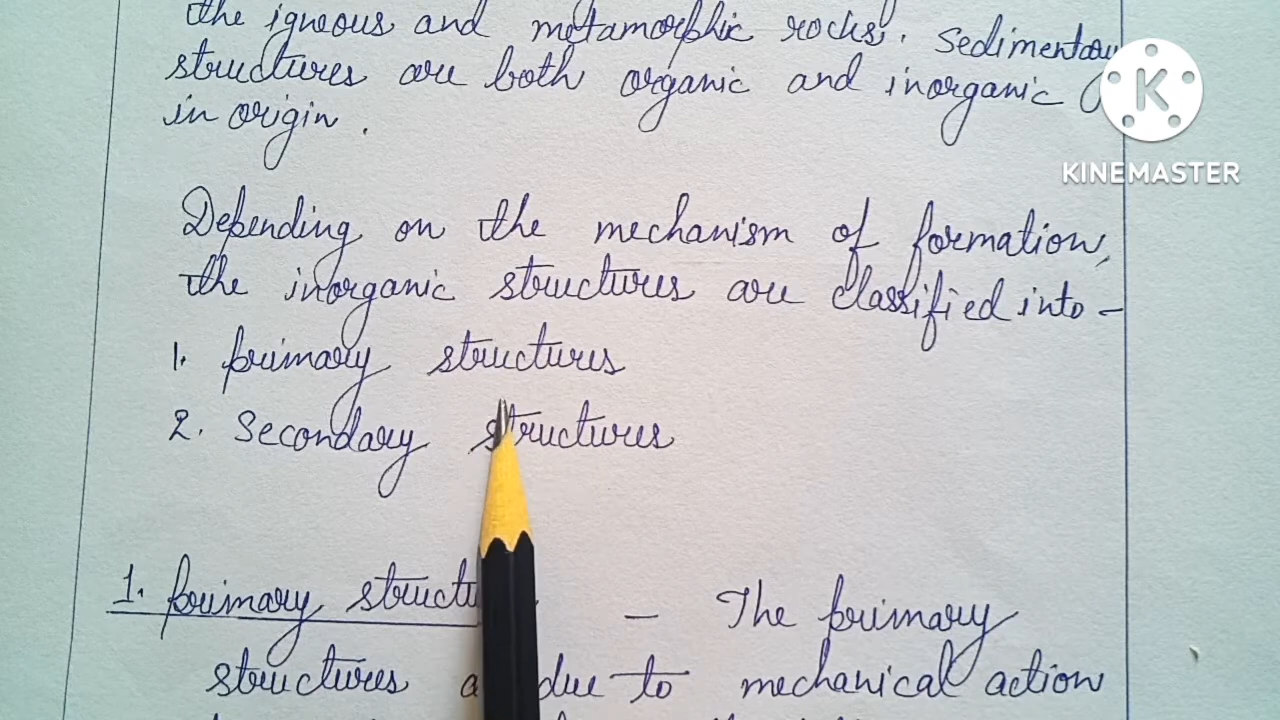 the igneous and metamorphic rocks. Sedimentary
structures are both organic and inorganic
in origin.
K
KINEMASTER
Depending on the mechanism of formation,
the inorganic structures are classified into -
1. primary structures
2. Secondary structures
1. primary struct
- The primary
structures a due to mechanical action